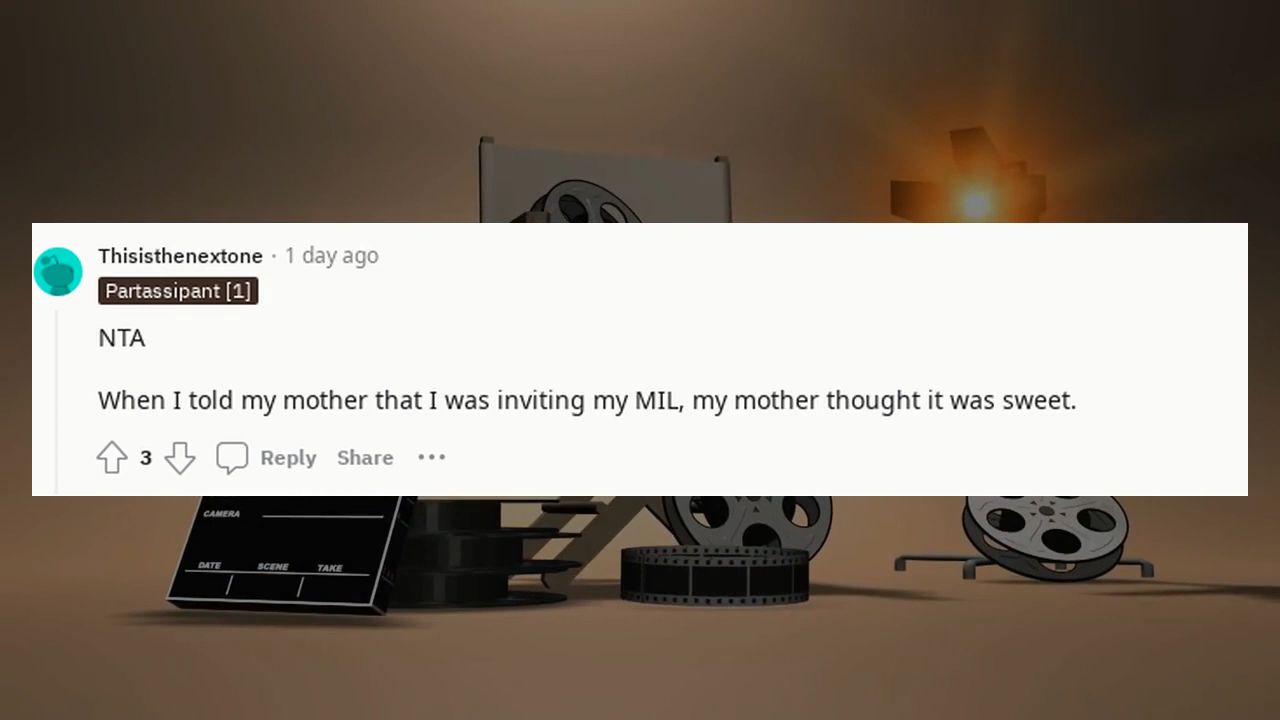 Thisisthenextone · 1 day ago
Partassipant [1]
NTA
When I told my mother that I was inviting my MIL, my mother thought it was sweet.
3 Reply Share •••
CAMERA
DATE SCENE TAKE